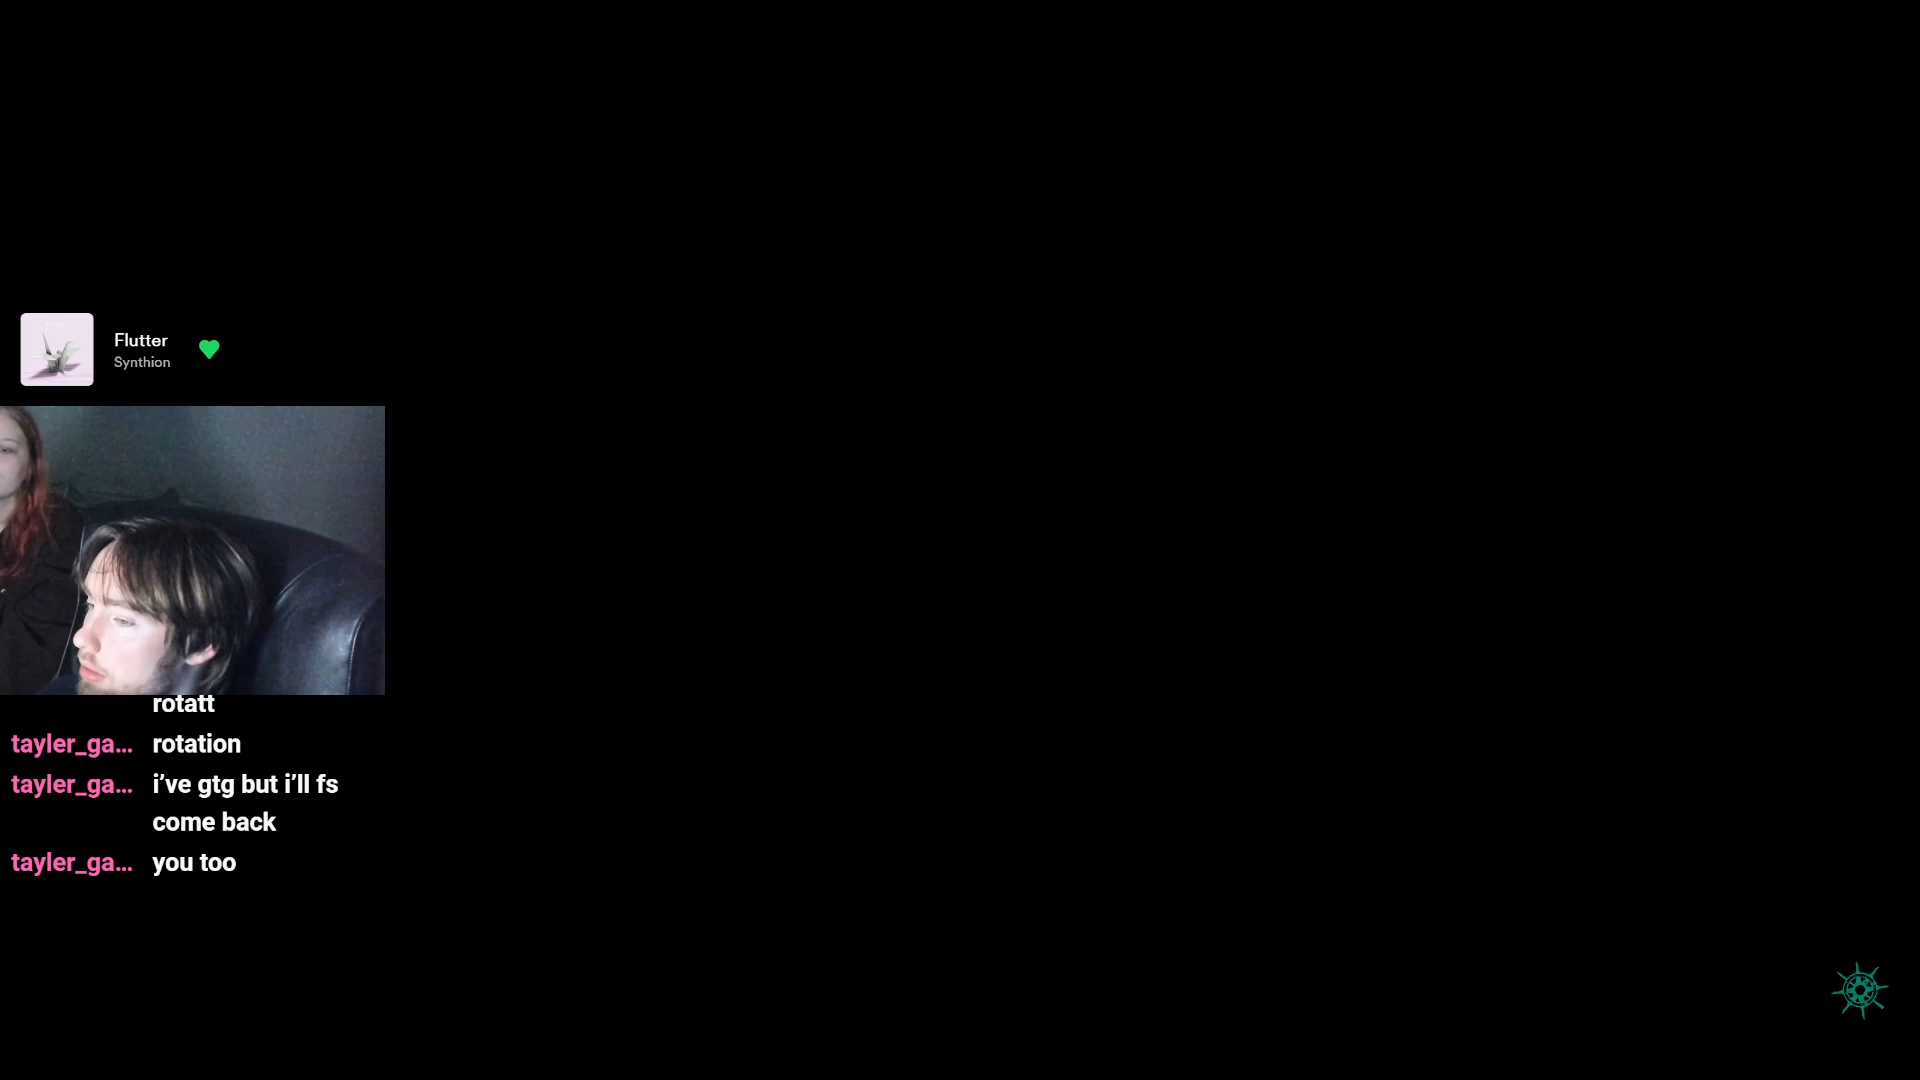 Flutter
Synthion
rotatt
tayler_ga... rotation
tayler_ga... i’ve gtg but i’ll fs
come back
tayler_ga... you too